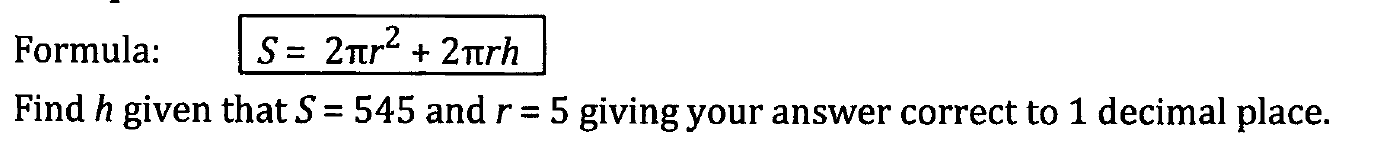 Formula: S = 2πr² + 2πrh
Find h given that S = 545 and r = 5 giving your answer correct to 1 decimal place.